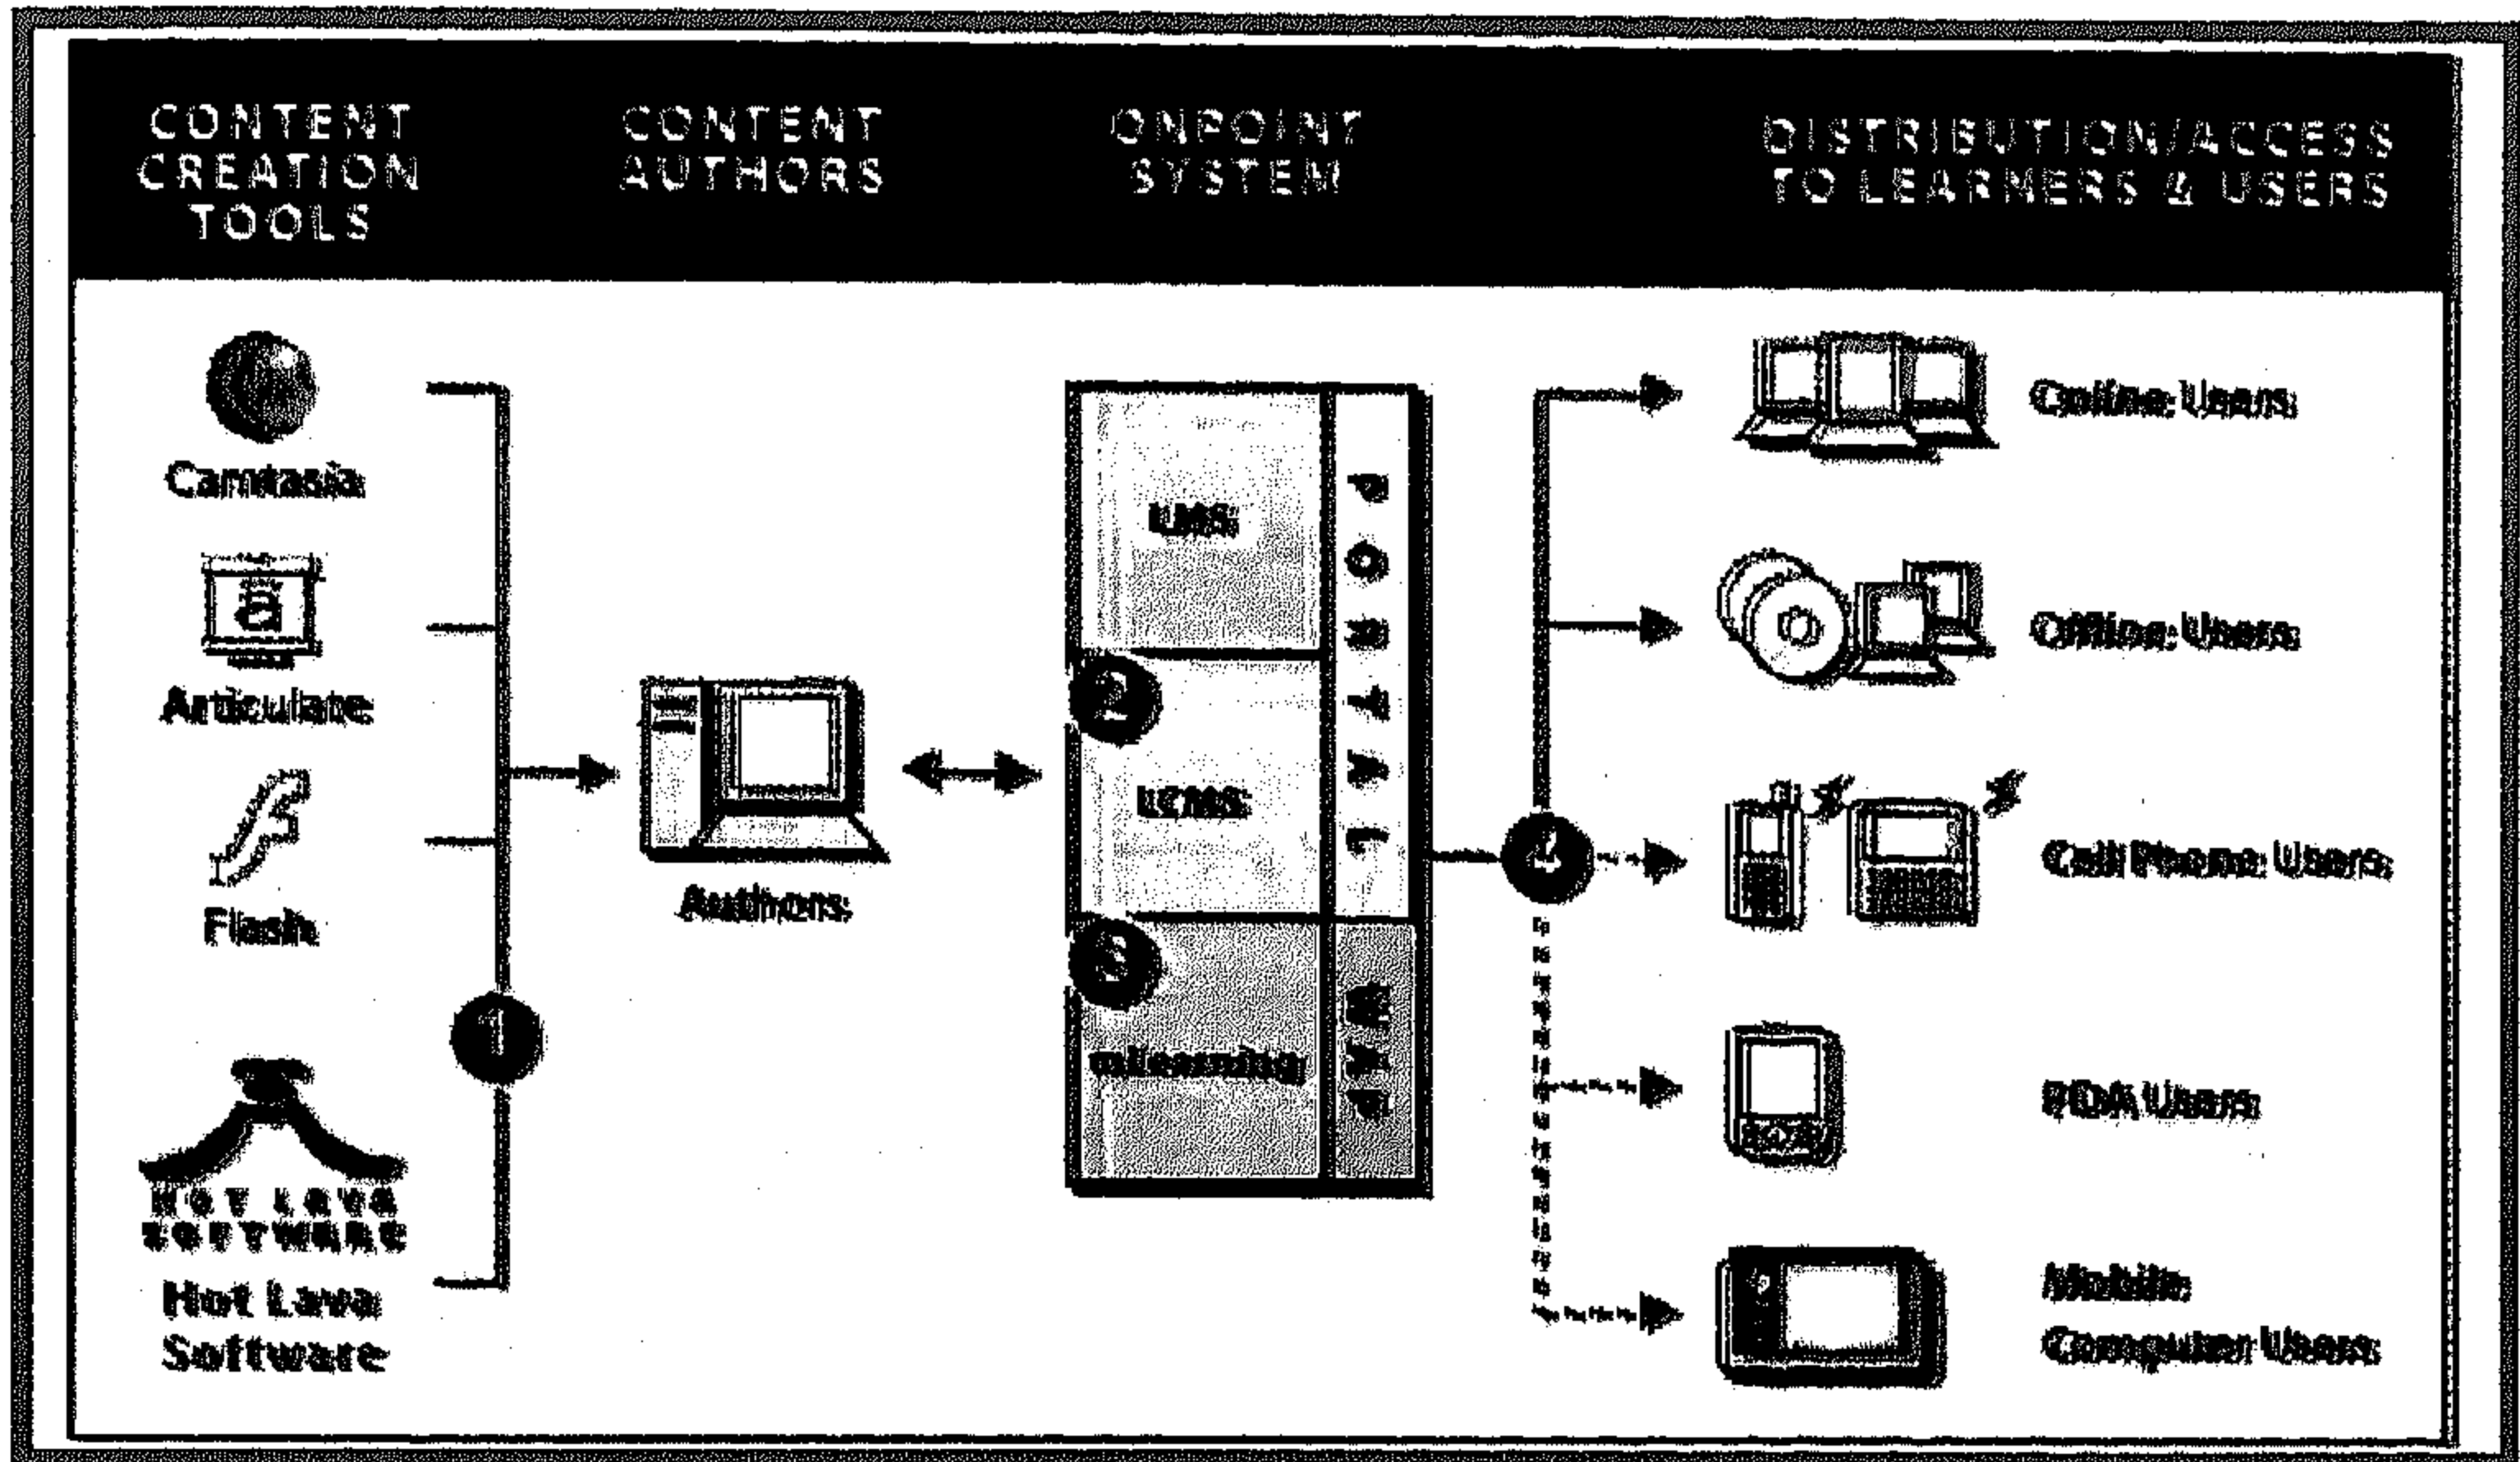 CONTENT
CREATION
TOOLS
CONTENT
AUTHORS
ONPOINT
SYSTEM
DISTRIBUTION/ACCESS
TO LEARNERS & USERS
Camtasia
a
Articulate
Flash
1
HOT LAVA
SOFTWARE
Hot Lava
Software
Authors
LMS
2
LCMS
3
mLearning
PORTAL
WAP
4
Online Users
Offline Users
Cell Phone Users
PDA Users
Mobile
Computer Users